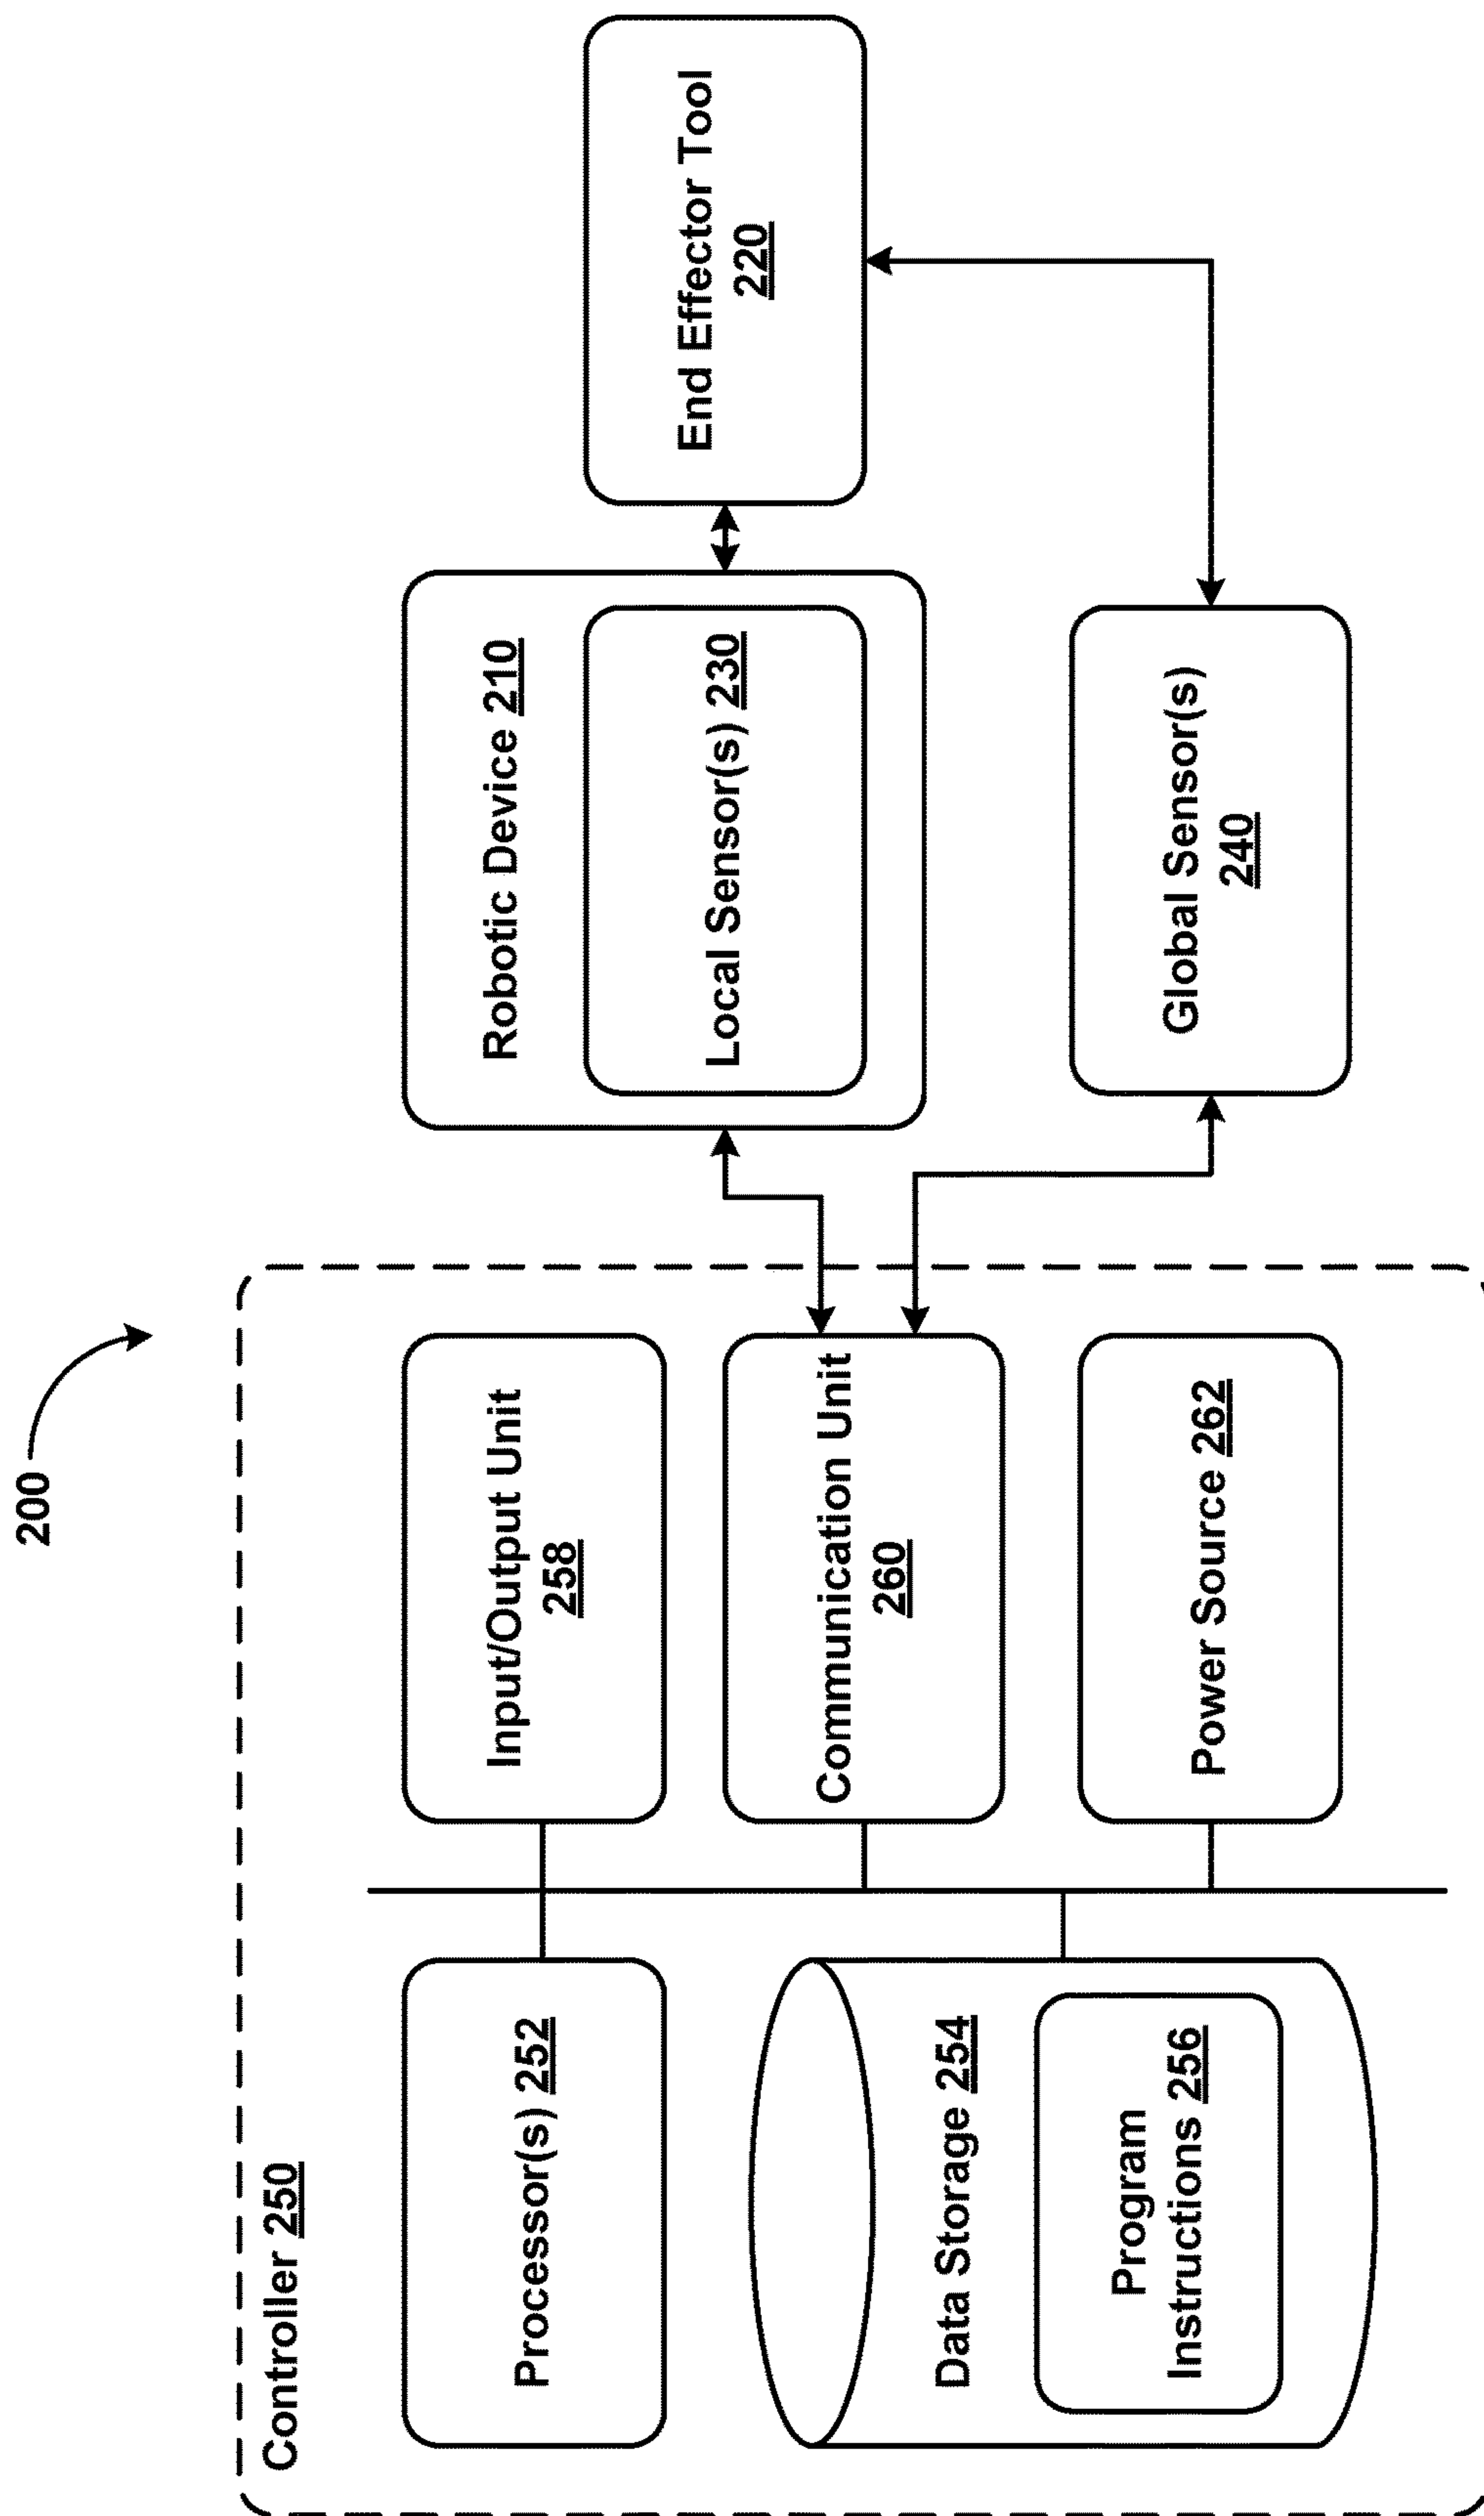 200
Controller 250
Processor(s) 252
Input/Output Unit
258
Robotic Device 210
Local Sensor(s) 230
End Effector Tool
220
Data Storage 254
Program
Instructions 256
Communication Unit
260
Power Source 262
Global Sensor(s)
240